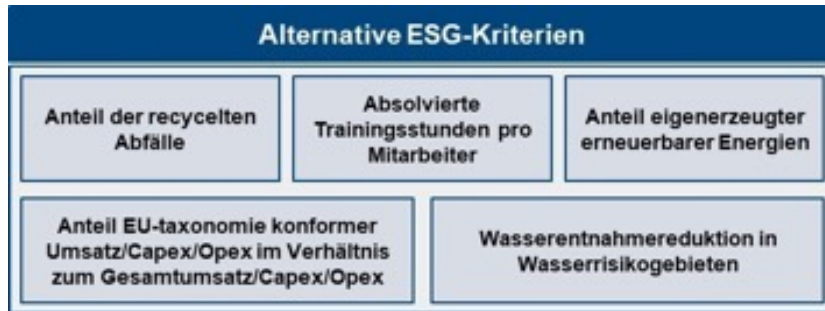 Alternative ESG-Kriterien
Anteil der recycelten
Abfälle
Absolvierte
Trainingsstunden pro
Mitarbeiter
Anteil eigenerzeugter
erneuerbarer Energien
Anteil EU-taxonomie konformer
Umsatz/Capex/Opex im Verhältnis
zum Gesamtumsatz/Capex/Opex
Wasserentnahmereduktion in
Wasserrisikogebieten